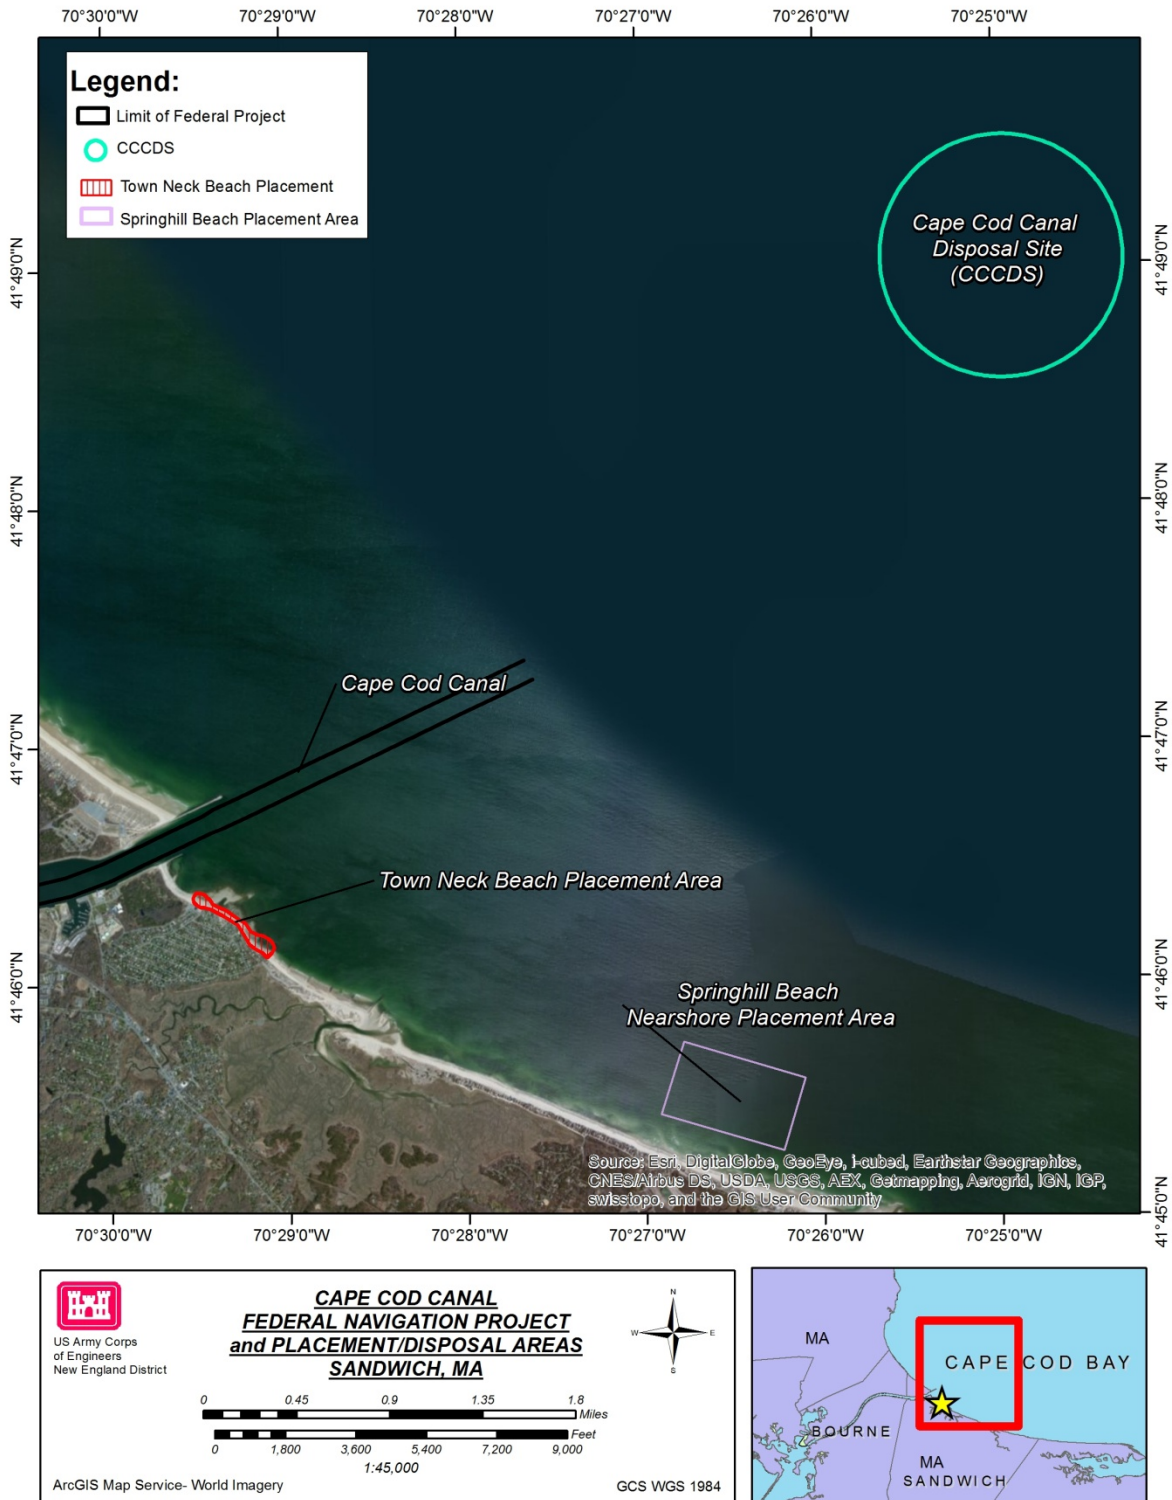 70°30'0"W 70°29'0"W 70°28'0"W 70°27'0"W 70°26'0"W 70°25'0"W
Legend:
Limit of Federal Project
CCCDS
Town Neck Beach Placement
Springhill Beach Placement Area
Cape Cod Canal
Disposal Site
(CCCDS)
41°49'0"N
41°49'0"N
41°48'0"N
41°48'0"N
Cape Cod Canal
41°47'0"N
41°47'0"N
Town Neck Beach Placement Area
41°46'0"N
41°46'0"N
Springhill Beach
Nearshore Placement Area
Source: Esri, DigitalGlobe, GeoEye, i-cubed, Earthstar Geographics,
CNES/Airbus DS, USDA, USGS, AEX, Getmapping, Aerogrid, IGN, IGP,
swisstopo, and the GIS User Community
41°45'0"N
70°30'0"W 70°29'0"W 70°28'0"W 70°27'0"W 70°26'0"W 70°25'0"W
US Army Corps
of Engineers
New England District
CAPE COD CANAL
FEDERAL NAVIGATION PROJECT
and PLACEMENT/DISPOSAL AREAS
SANDWICH, MA
N
W E
S
0 0.45 0.9 1.35 1.8
Miles
Feet
0 1,800 3,600 5,400 7,200 9,000
1:45,000
ArcGIS Map Service- World Imagery
GCS WGS 1984
MA
CAPE COD BAY
BOURNE
MA
SANDWICH